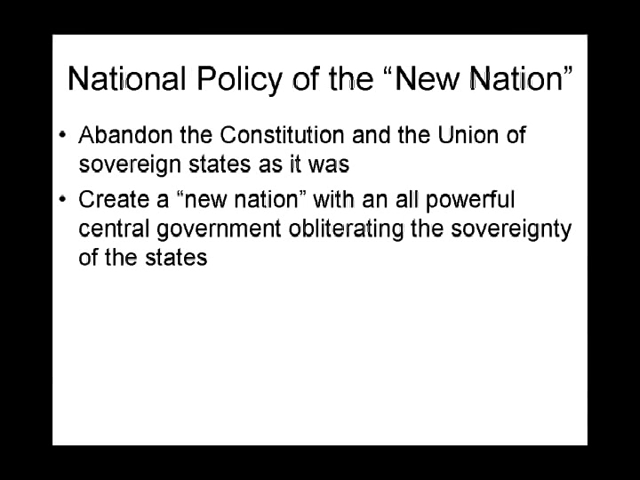 National Policy of the “New Nation”
• Abandon the Constitution and the Union of
sovereign states as it was
• Create a “new nation” with an all powerful
central government obliterating the sovereignty
of the states